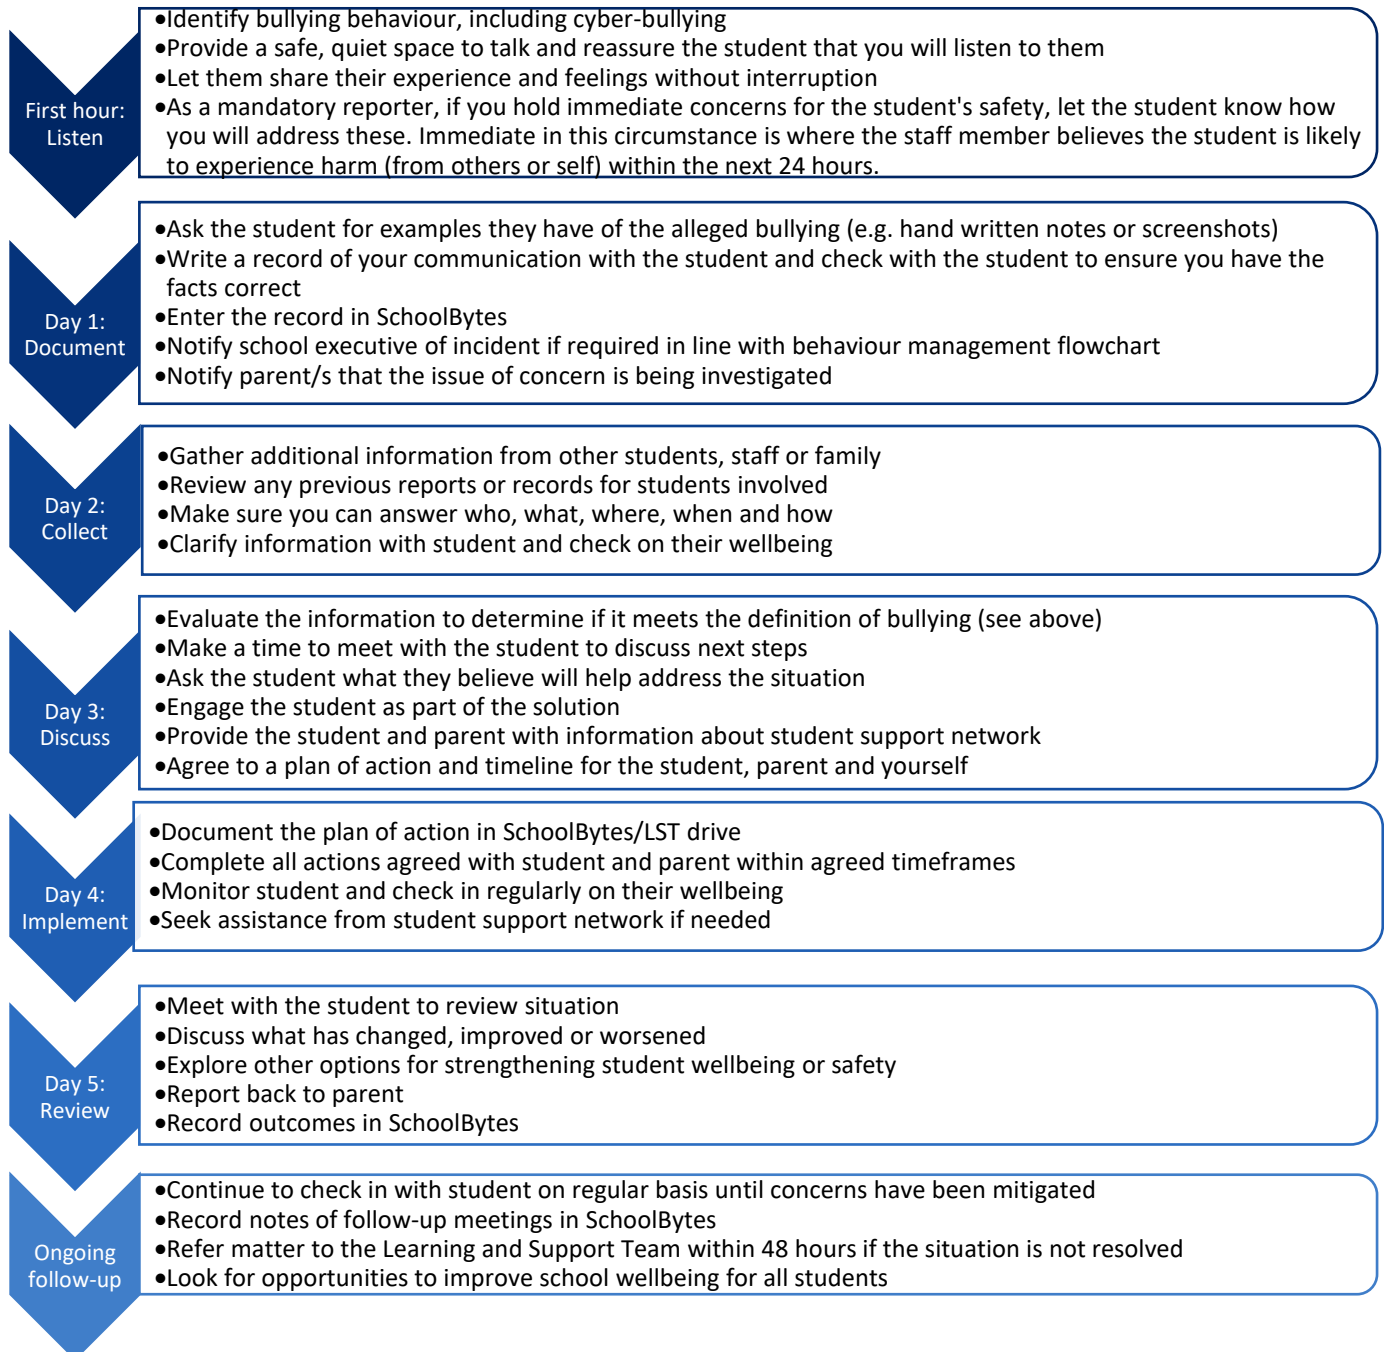 First hour:
Listen
•Identify bullying behaviour, including cyber-bullying
•Provide a safe, quiet space to talk and reassure the student that you will listen to them
•Let them share their experience and feelings without interruption
•As a mandatory reporter, if you hold immediate concerns for the student's safety, let the student know how
you will address these. Immediate in this circumstance is where the staff member believes the student is likely
to experience harm (from others or self) within the next 24 hours.
Day 1:
Document
•Ask the student for examples they have of the alleged bullying (e.g. hand written notes or screenshots)
•Write a record of your communication with the student and check with the student to ensure you have the
facts correct
•Enter the record in SchoolBytes
•Notify school executive of incident if required in line with behaviour management flowchart
•Notify parent/s that the issue of concern is being investigated
Day 2:
Collect
•Gather additional information from other students, staff or family
•Review any previous reports or records for students involved
•Make sure you can answer who, what, where, when and how
•Clarify information with student and check on their wellbeing
Day 3:
Discuss
•Evaluate the information to determine if it meets the definition of bullying (see above)
•Make a time to meet with the student to discuss next steps
•Ask the student what they believe will help address the situation
•Engage the student as part of the solution
•Provide the student and parent with information about student support network
•Agree to a plan of action and timeline for the student, parent and yourself
Day 4:
Implement
•Document the plan of action in SchoolBytes/LST drive
•Complete all actions agreed with student and parent within agreed timeframes
•Monitor student and check in regularly on their wellbeing
•Seek assistance from student support network if needed
Day 5:
Review
•Meet with the student to review situation
•Discuss what has changed, improved or worsened
•Explore other options for strengthening student wellbeing or safety
•Report back to parent
•Record outcomes in SchoolBytes
Ongoing
follow-up
•Continue to check in with student on regular basis until concerns have been mitigated
•Record notes of follow-up meetings in SchoolBytes
•Refer matter to the Learning and Support Team within 48 hours if the situation is not resolved
•Look for opportunities to improve school wellbeing for all students